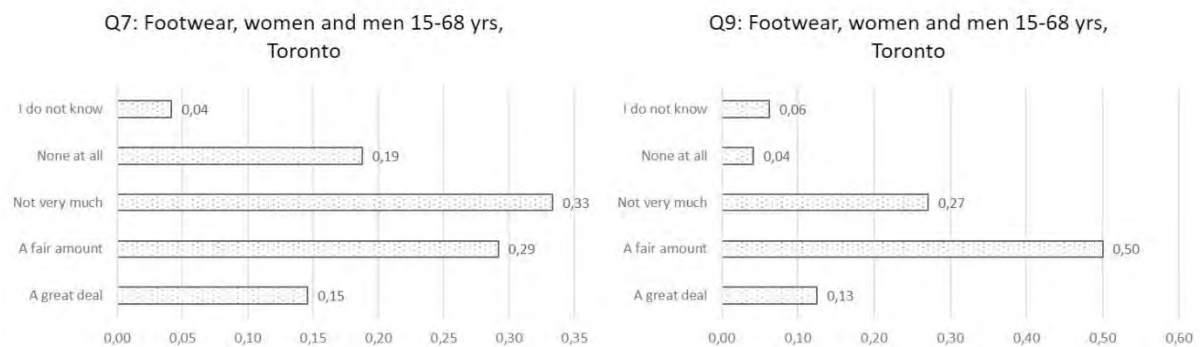 Q7: Footwear, women and men 15-68 yrs,
Toronto
I do not know
0,04
None at all
0,19
Not very much
0,33
A fair amount
0,29
A great deal
0,15
0,00 0,05 0,10 0,15 0,20 0,25 0,30 0,35
Q9: Footwear, women and men 15-68 yrs,
Toronto
I do not know
0,06
None at all
0,04
Not very much
0,27
A fair amount
0,50
A great deal
0,13
0,00 0,10 0,20 0,30 0,40 0,50 0,60